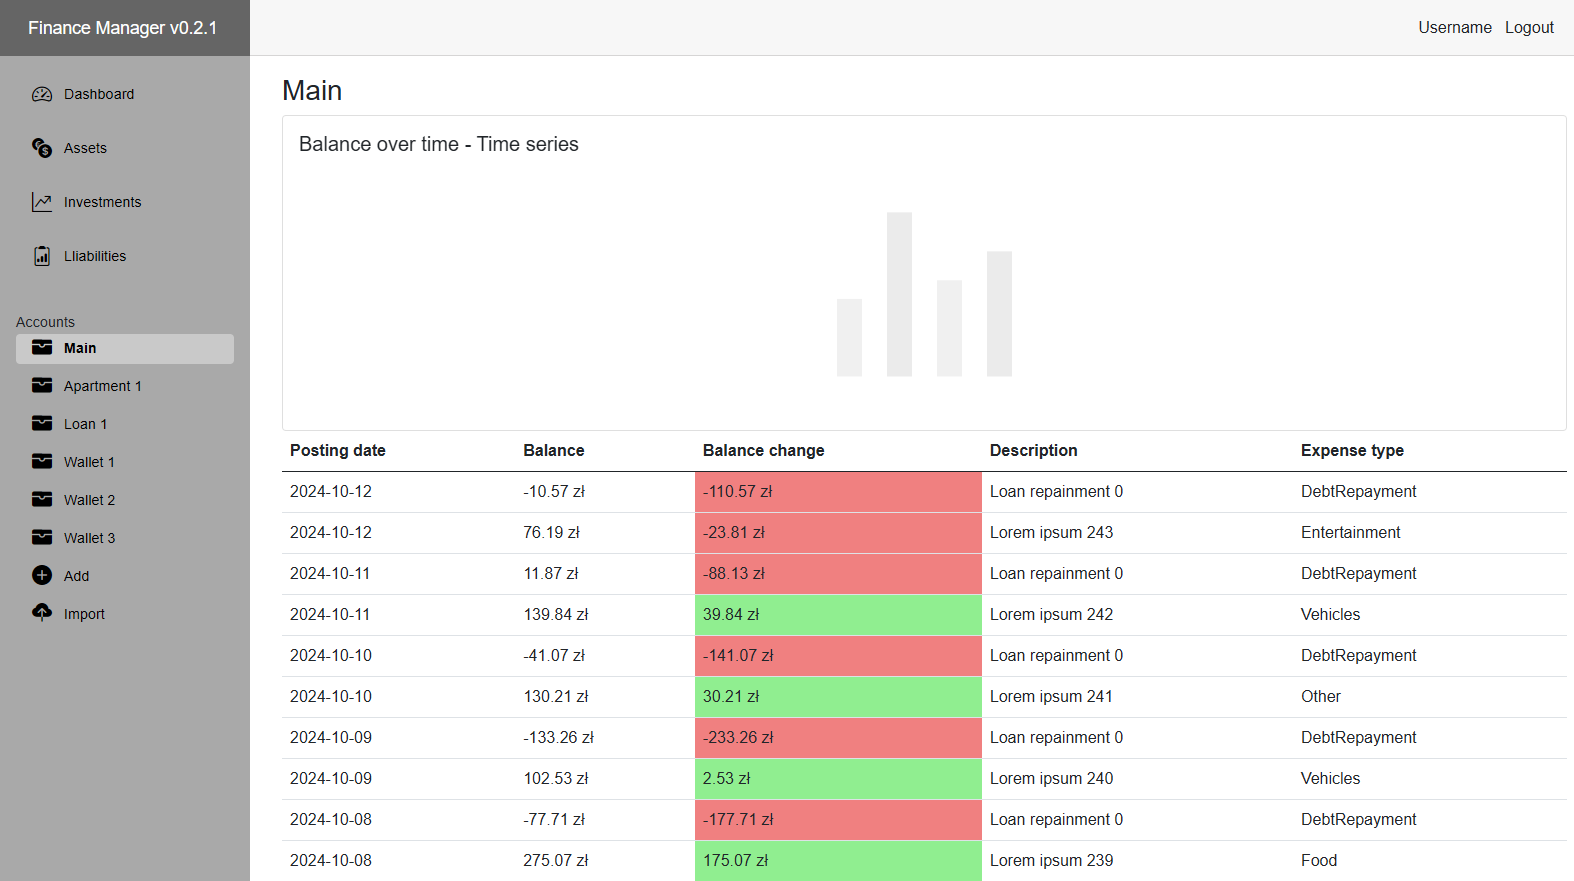 Finance Manager v0.2.1
Username Logout
Dashboard
Assets
Investments
Lliabilities
Accounts
Main
Apartment 1
Loan 1
Wallet 1
Wallet 2
Wallet 3
Add
Import
Main
Balance over time - Time series
Posting date Balance Balance change Description Expense type
2024-10-12 -10.57 zł -110.57 zł Loan repainment 0 DebtRepayment
2024-10-12 76.19 zł -23.81 zł Lorem ipsum 243 Entertainment
2024-10-11 11.87 zł -88.13 zł Loan repainment 0 DebtRepayment
2024-10-11 139.84 zł 39.84 zł Lorem ipsum 242 Vehicles
2024-10-10 -41.07 zł -141.07 zł Loan repainment 0 DebtRepayment
2024-10-10 130.21 zł 30.21 zł Lorem ipsum 241 Other
2024-10-09 -133.26 zł -233.26 zł Loan repainment 0 DebtRepayment
2024-10-09 102.53 zł 2.53 zł Lorem ipsum 240 Vehicles
2024-10-08 -77.71 zł -177.71 zł Loan repainment 0 DebtRepayment
2024-10-08 275.07 zł 175.07 zł Lorem ipsum 239 Food